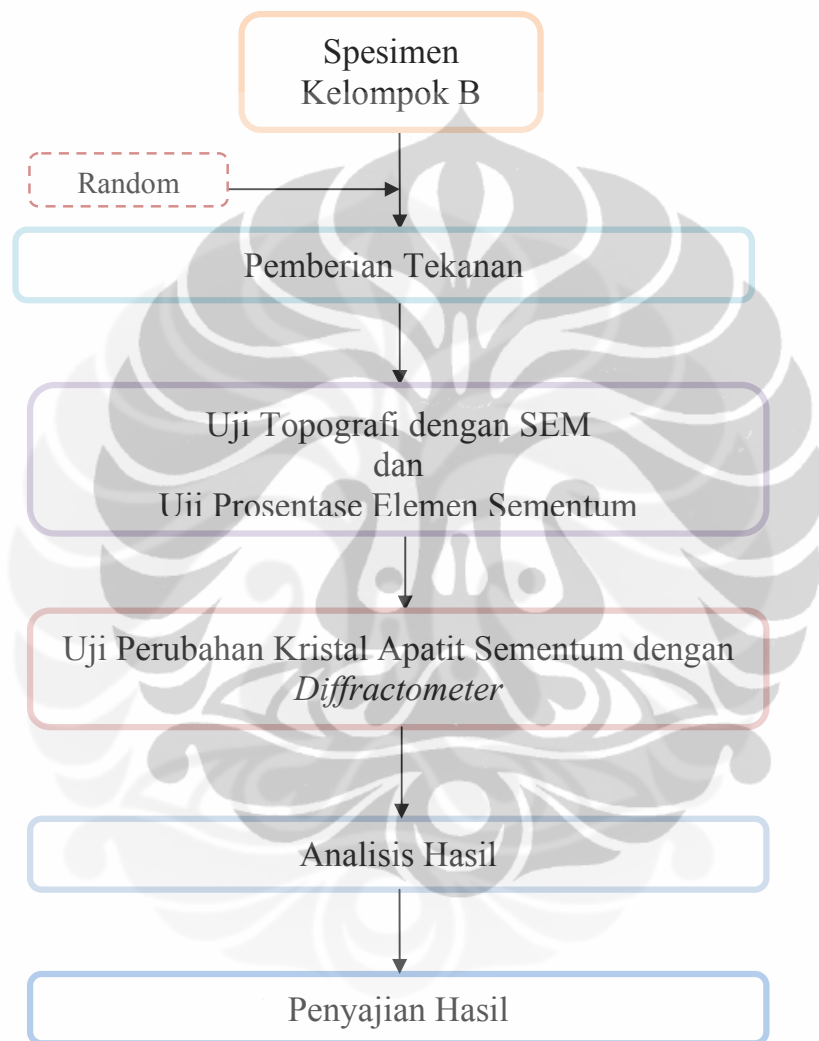 Spesimen
Kelompok B
Random
Pemberian Tekanan
Uji Topografi dengan SEM
dan
Uji Prosentase Elemen Sementum
Uji Perubahan Kristal Apatit Sementum dengan
Diffractometer
Analisis Hasil
Penyajian Hasil